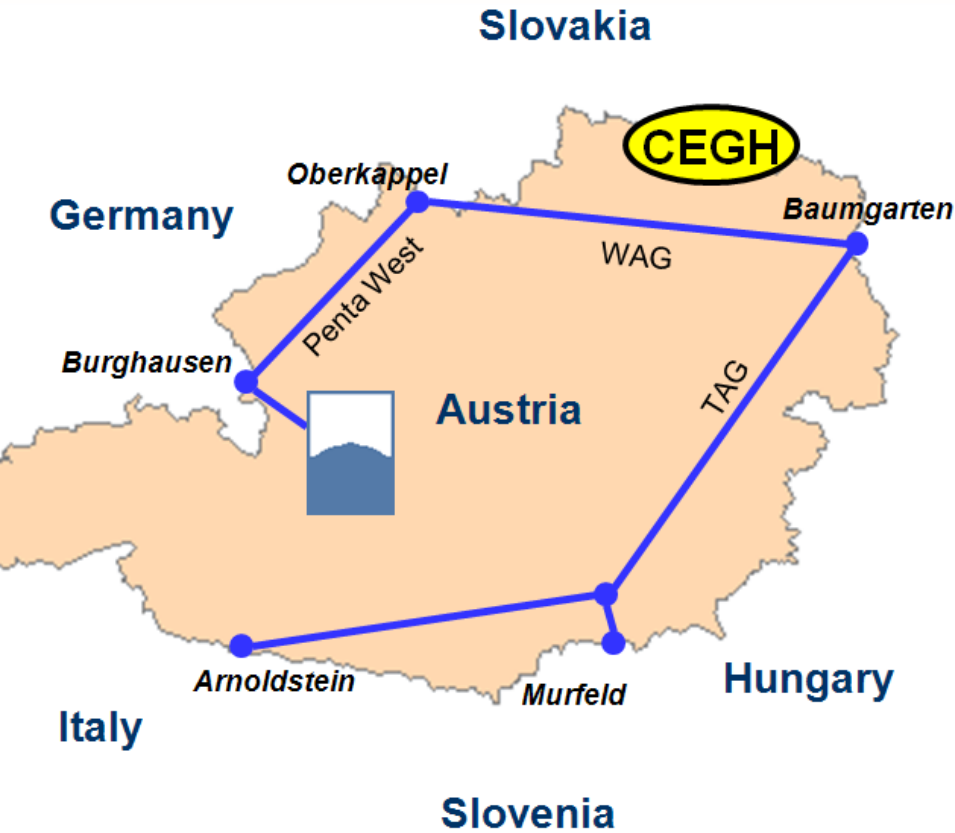 Slovakia
CEGH
Oberkappel
Germany
Baumgarten
WAG
Penta West
Burghausen
TAG
Austria
Arnoldstein
Murfeld
Hungary
Italy
Slovenia